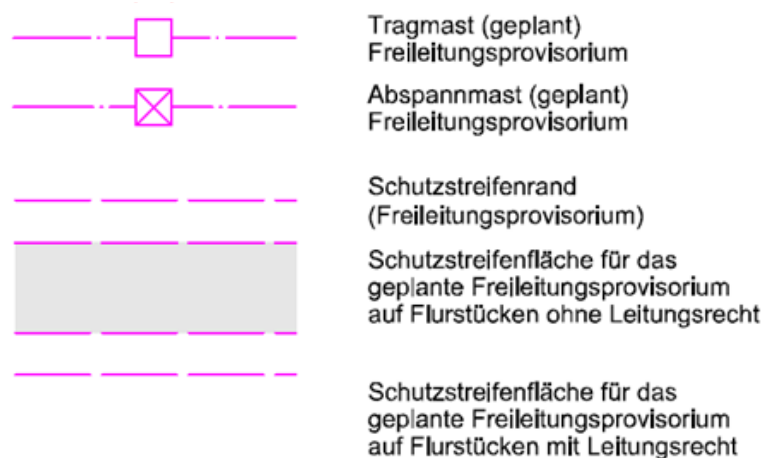 Tragmast (geplant)
Freileitungsprovisorium
Abspannmast (geplant)
Freileitungsprovisorium
Schutzstreifenrand
(Freileitungsprovisorium)
Schutzstreifenfläche für das
geplante Freileitungsprovisorium
auf Flurstücken ohne Leitungsrecht
Schutzstreifenfläche für das
geplante Freileitungsprovisorium
auf Flurstücken mit Leitungsrecht